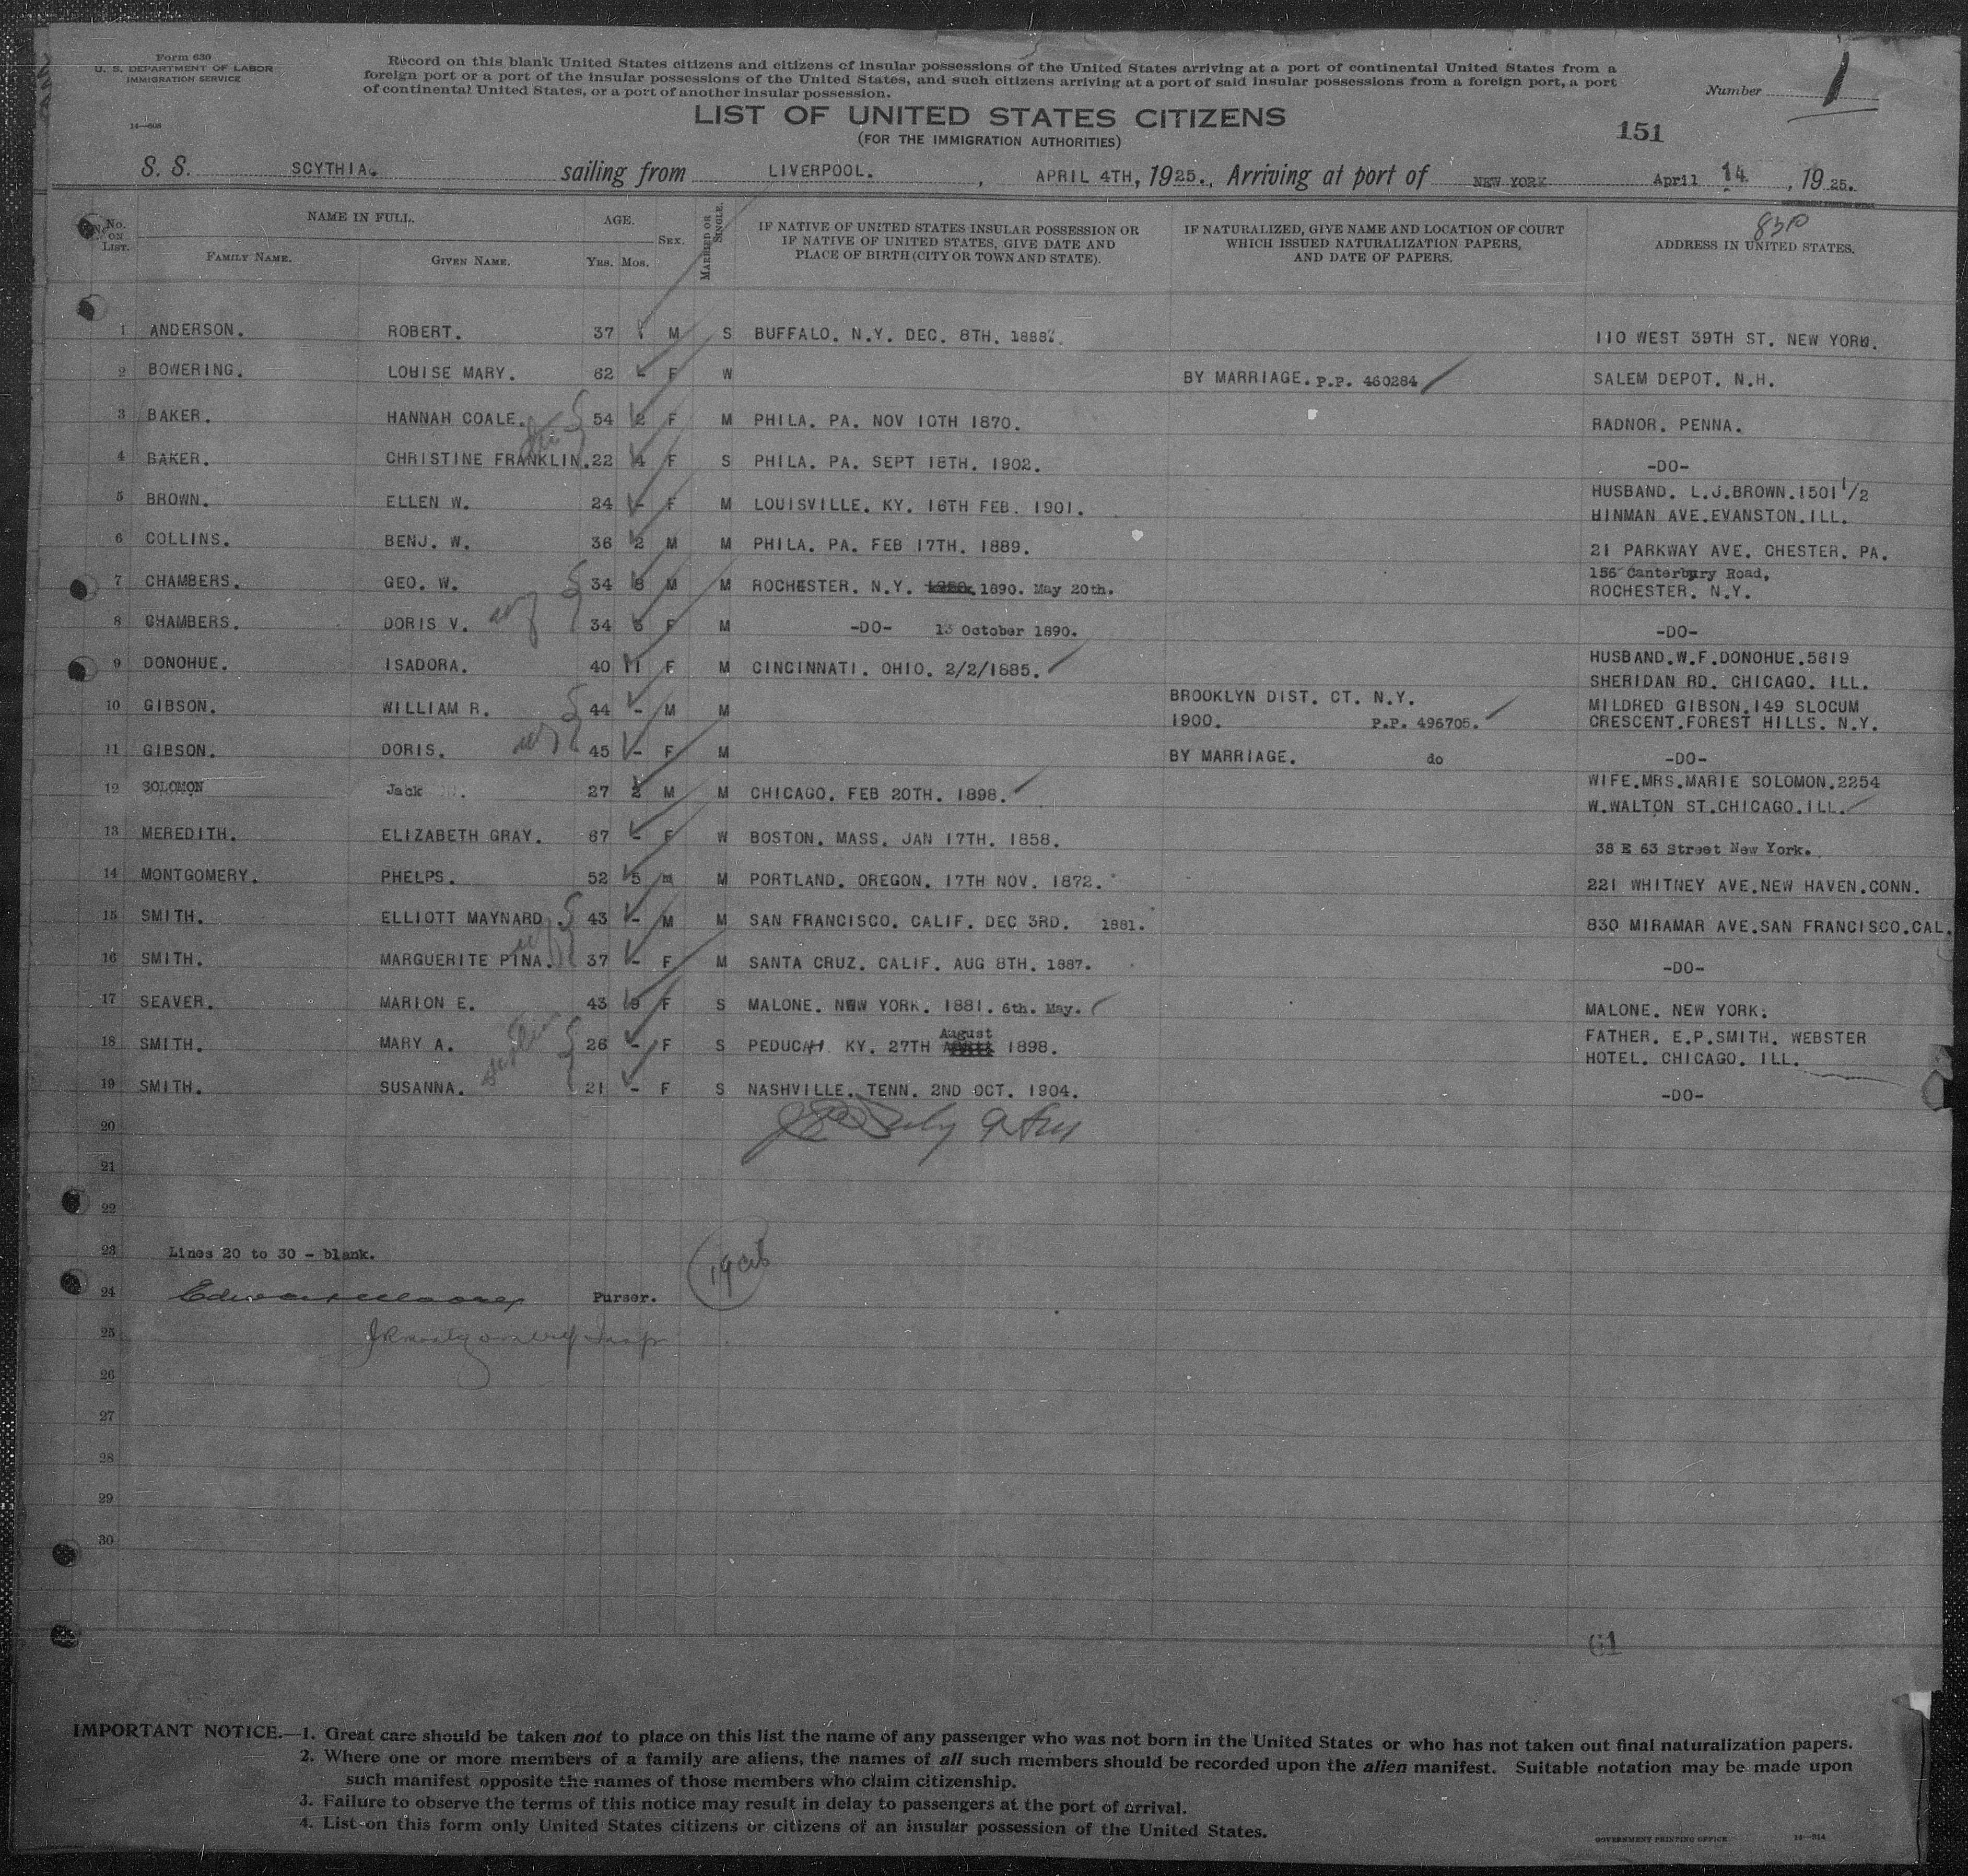 Form 630
U. S. DEPARTMENT OF LABOR
IMMIGRATION SERVICE
14—608
Record on this blank United States citizens and citizens of insular possessions of the United States arriving at a port of continental United States from a
foreign port or a port of the insular possessions of the United States, and such citizens arriving at a port of said insular possessions from a foreign port, a port
of continental United States, or a port of another insular possession.
Number 1
LIST OF UNITED STATES CITIZENS
(FOR THE IMMIGRATION AUTHORITIES)
151
S. S. SCYTHIA. sailing from LIVERPOOL. , APRIL 4TH, 1925., Arriving at port of NEW YORK April 14 , 1925.
No. ON LIST.
NAME IN FULL.
FAMILY NAME.
GIVEN NAME.
AGE.
YRS. MOS.
SEX.
MARRIED OR SINGLE.
IF NATIVE OF UNITED STATES INSULAR POSSESSION OR
IF NATIVE OF UNITED STATES, GIVE DATE AND
PLACE OF BIRTH (CITY OR TOWN AND STATE).
IF NATURALIZED, GIVE NAME AND LOCATION OF COURT
WHICH ISSUED NATURALIZATION PAPERS,
AND DATE OF PAPERS.
ADDRESS IN UNITED STATES.
1 ANDERSON. ROBERT. 37 M S BUFFALO. N.Y. DEC. 8TH. 110 WEST 39TH ST. NEW YORK.
2 BOWERING. LOUISE MARY. 62 - F W BY MARRIAGE. P.P. 460284 SALEM DEPOT. N.H.
3 BAKER. HANNAH COALE. 54 2 F M PHILA. PA. NOV 10TH 1870. RADNOR. PENNA.
4 BAKER. CHRISTINE FRANKLIN. 22 4 F S PHILA. PA. SEPT 18TH. 1902. -DO-
5 BROWN. ELLEN W. 24 - F M LOUISVILLE. KY. 16TH FEB. 1901. HUSBAND. L.J.BROWN.1501 1/2
HINMAN AVE.EVANSTON.ILL.
6 COLLINS. BENJ. W. 36 2 M M PHILA. PA. FEB 17TH. 1889. 21 PARKWAY AVE. CHESTER. PA.
7 CHAMBERS. GEO. W. 34 8 M M ROCHESTER. N.Y. 1890. May 20th. 156 Canterbury Road,
ROCHESTER. N.Y.
8 CHAMBERS. DORIS V. 34 5 F M -DO- 13 October 1890. -DO-
9 DONOHUE. ISADORA. 40 11 F M CINCINNATI. OHIO. 2/2/1885. HUSBAND.W.F.DONOHUE.5619
SHERIDAN RD. CHICAGO. ILL.
10 GIBSON. WILLIAM R. 44 - M M BROOKLYN DIST. CT. N.Y.
1900. P.P. 496705. MILDRED GIBSON.149 SLOCUM
CRESCENT.FOREST HILLS. N.Y.
11 GIBSON. DORIS. 45 - F M BY MARRIAGE. do -DO-
12 SOLOMON Jack 27 2 M M CHICAGO. FEB 20TH. 1898. WIFE.MRS.MARIE SOLOMON.2254
W.WALTON ST.CHICAGO.ILL.
13 MEREDITH. ELIZABETH GRAY. 67 - F W BOSTON. MASS. JAN 17TH. 1858. 38 E 63 Street New York.
14 MONTGOMERY. PHELPS. 52 5 M M PORTLAND. OREGON. 17TH NOV. 1872. 221 WHITNEY AVE.NEW HAVEN.CONN.
15 SMITH. ELLIOTT MAYNARD. 43 - M M SAN FRANCISCO. CALIF. DEC 3RD. 1881. 830 MIRAMAR AVE.SAN FRANCISCO.CAL.
16 SMITH. MARGUERITE PINA. 37 - F M SANTA CRUZ. CALIF. AUG 8TH. 1887. -DO-
17 SEAVER. MARION E. 43 9 F S MALONE. NEW YORK. 1881. 6th. May. MALONE. NEW YORK.
18 SMITH. MARY A. 26 - F S PEDUCAH. KY. 27TH August 1898. FATHER. E.P.SMITH. WEBSTER
HOTEL. CHICAGO. ILL.
19 SMITH. SUSANNA. 21 - F S NASHVILLE. TENN. 2ND OCT. 1904. -DO-
20
21
22
23 Lines 20 to 30 - blank.
24 Purser.
25
26
27
28
29
30
61
IMPORTANT NOTICE.—1. Great care should be taken not to place on this list the name of any passenger who was not born in the United States or who has not taken out final naturalization papers.
2. Where one or more members of a family are aliens, the names of all such members should be recorded upon the alien manifest. Suitable notation may be made upon
such manifest opposite the names of those members who claim citizenship.
3. Failure to observe the terms of this notice may result in delay to passengers at the port of arrival.
4. List on this form only United States citizens or citizens of an insular possession of the United States.
GOVERNMENT PRINTING OFFICE 14—314